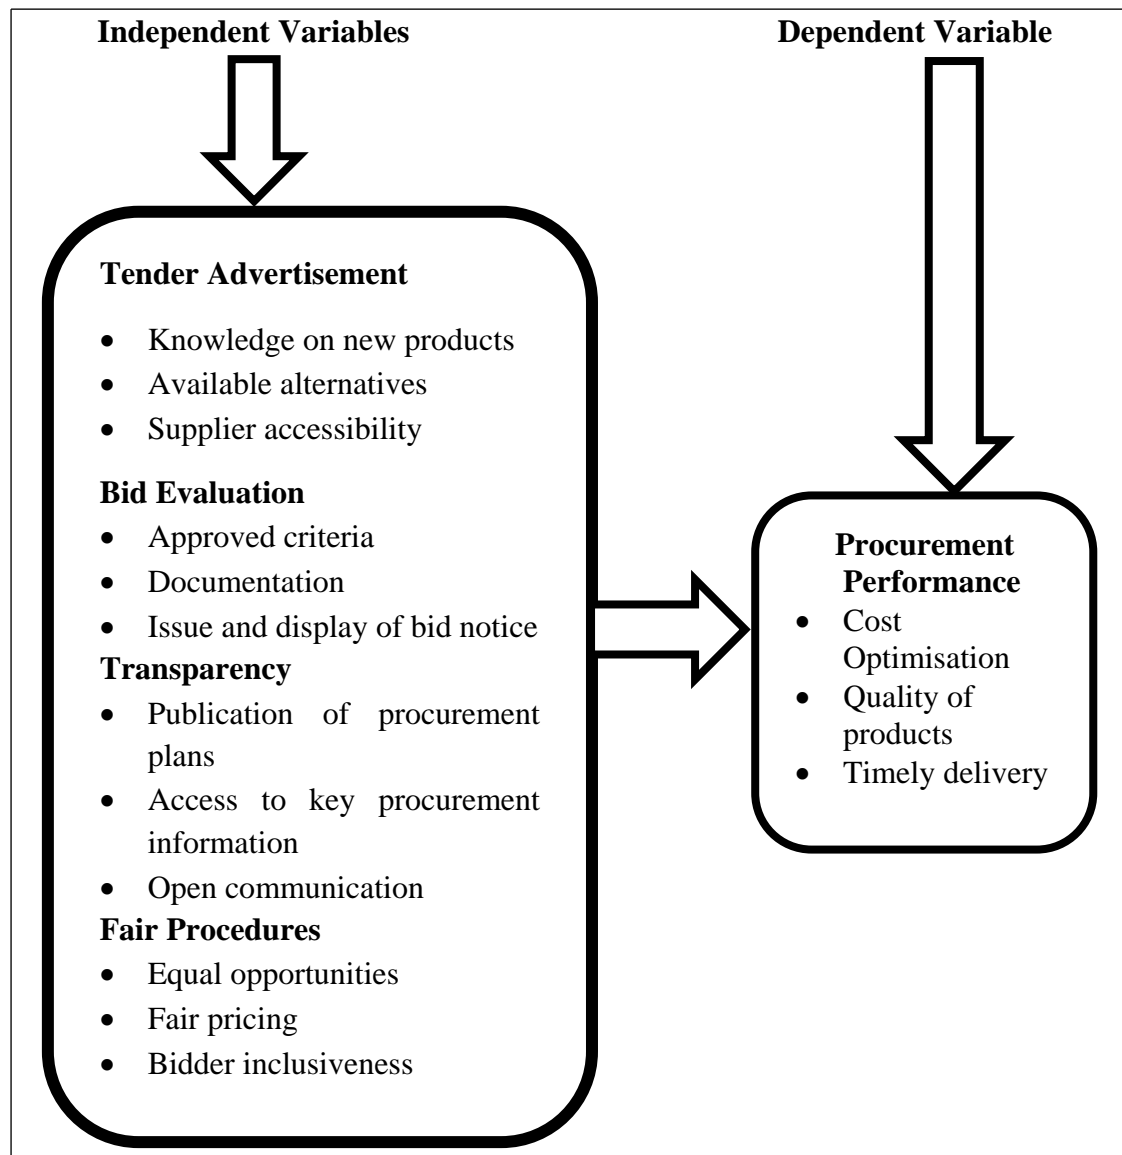 Independent Variables
Dependent Variable
Tender Advertisement
• Knowledge on new products
• Available alternatives
• Supplier accessibility
Bid Evaluation
• Approved criteria
• Documentation
• Issue and display of bid notice
Transparency
• Publication of procurement
plans
• Access to key procurement
information
• Open communication
Fair Procedures
• Equal opportunities
• Fair pricing
• Bidder inclusiveness
Procurement
Performance
• Cost
Optimisation
• Quality of
products
• Timely delivery